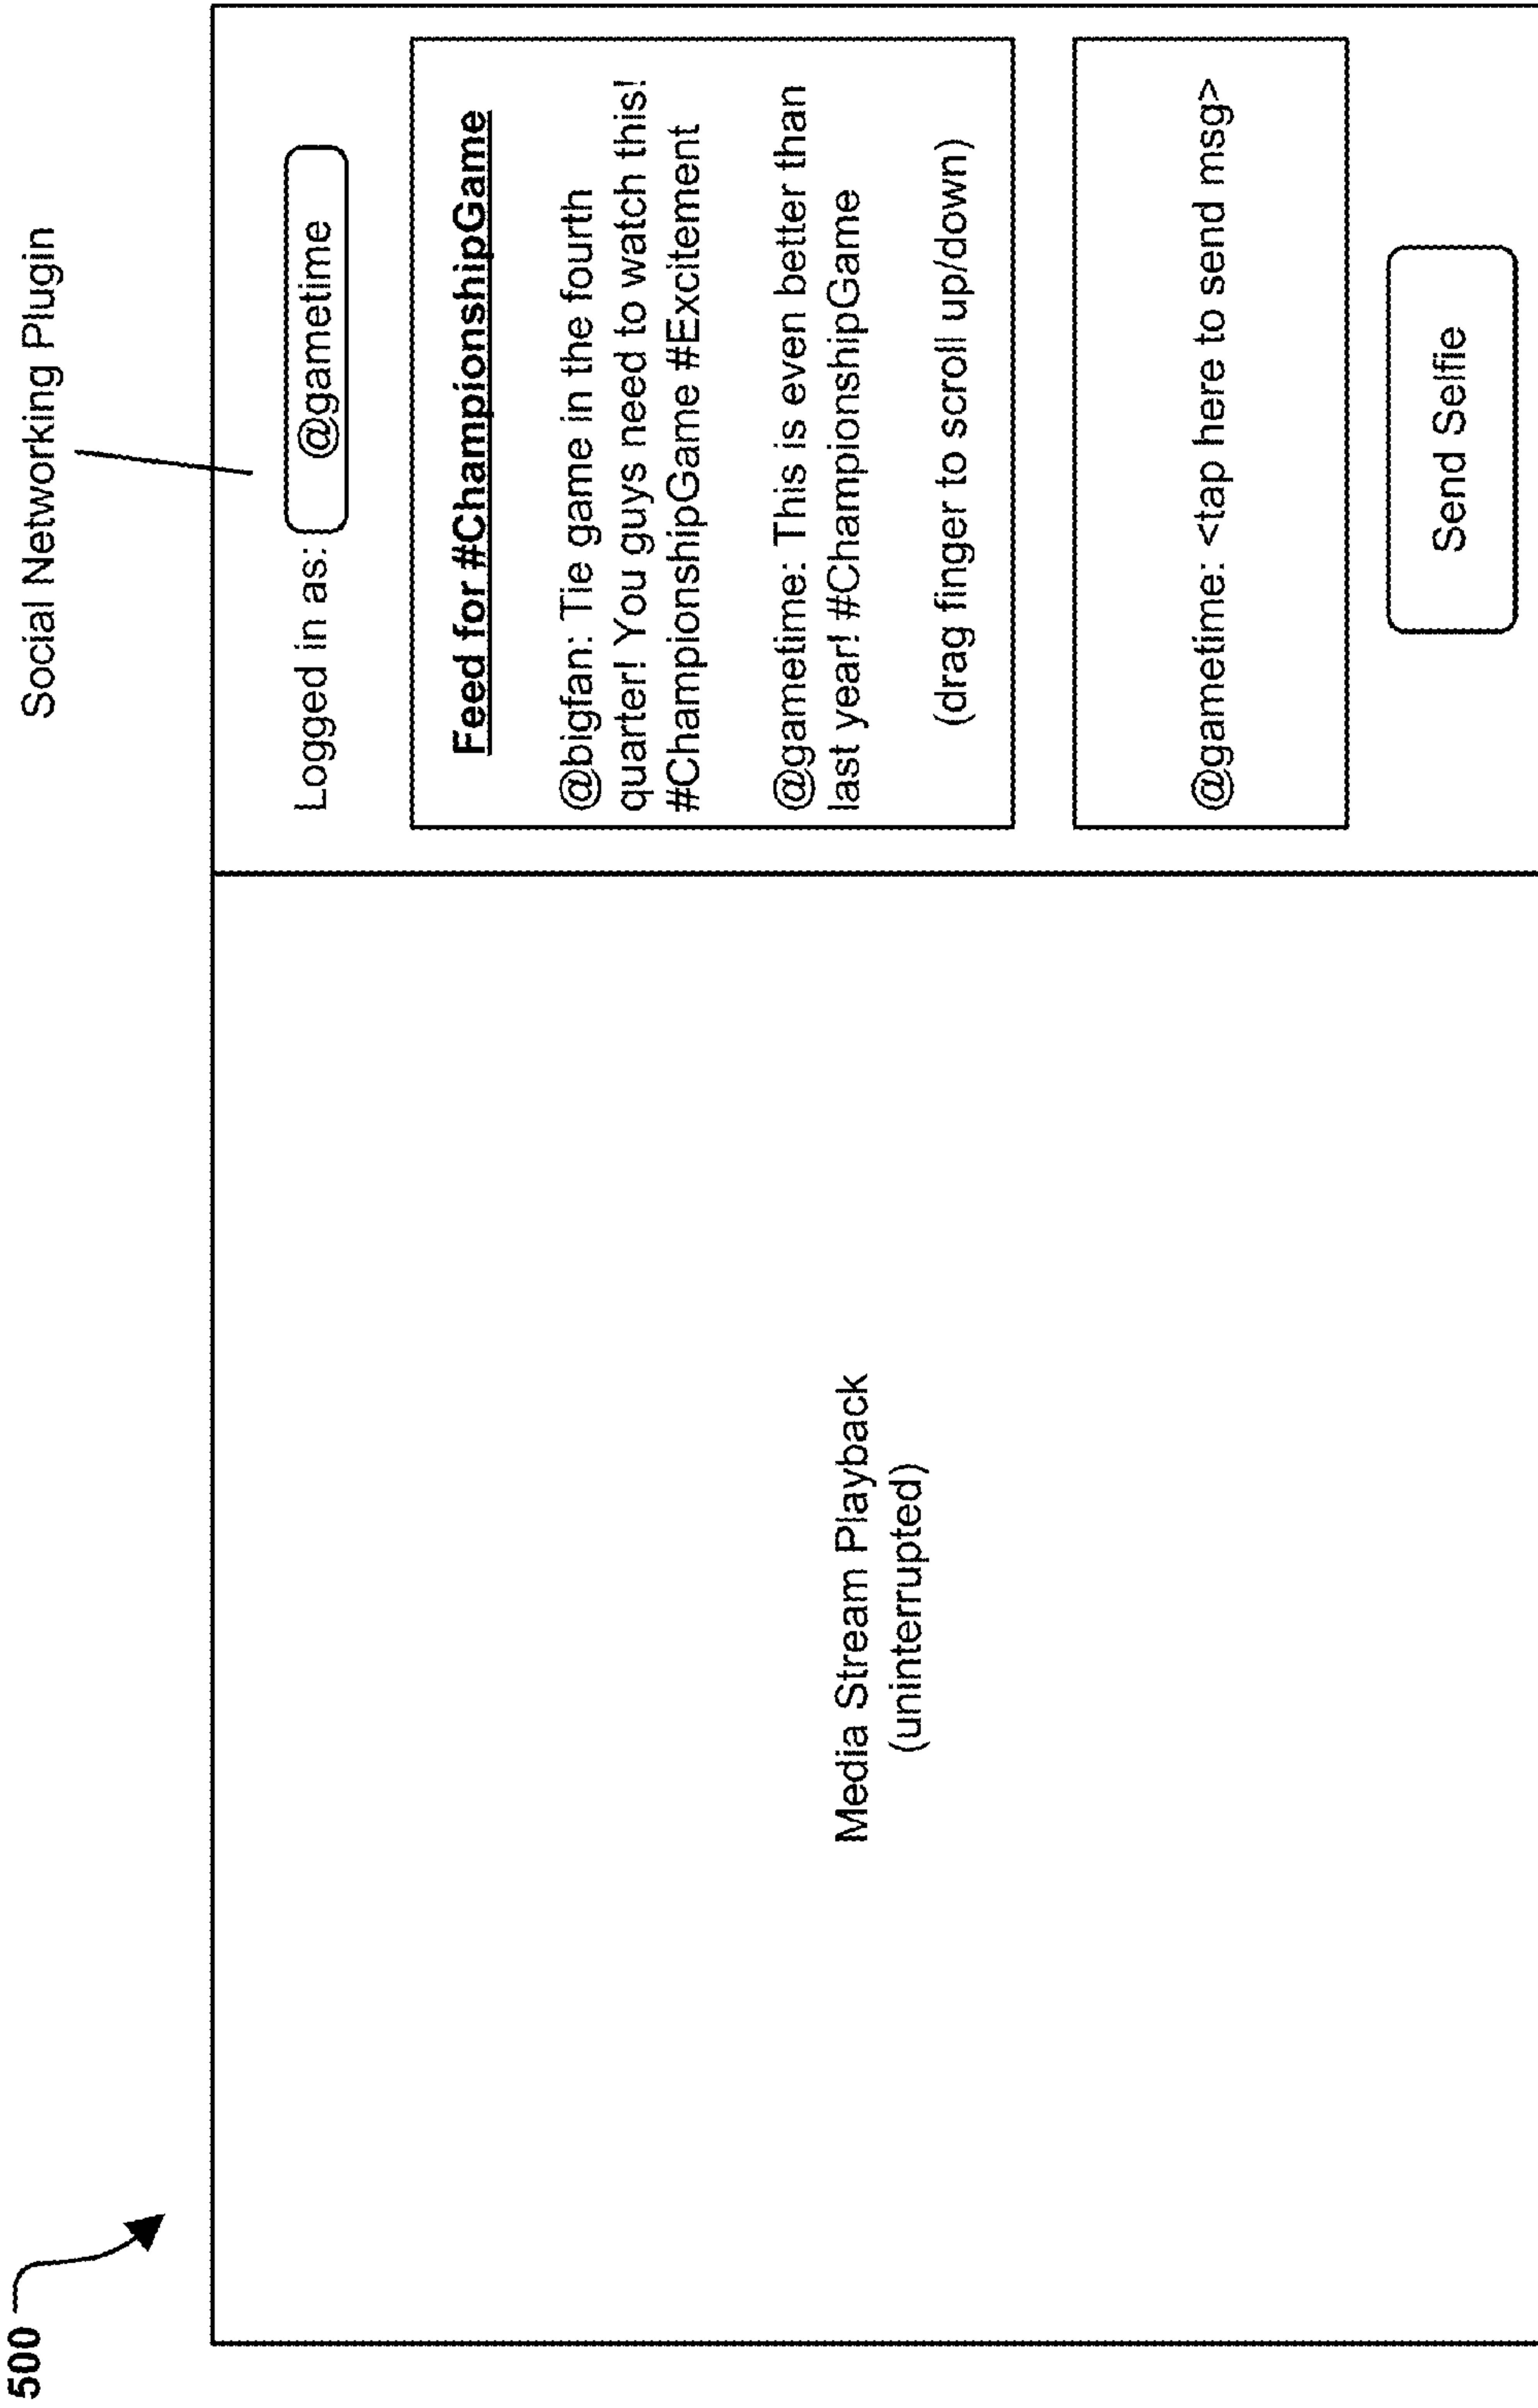 500
Social Networking Plugin
Media Stream Playback
(uninterrupted)
Logged in as: @gametime
Feed for #ChampionshipGame
@bigfan: Tie game in the fourth
quarter! You guys need to watch this!
#ChampionshipGame #Excitement
@gametime: This is even better than
last year! #ChampionshipGame
(drag finger to scroll up/down)
@gametime: <tap here to send msg>
Send Selfie